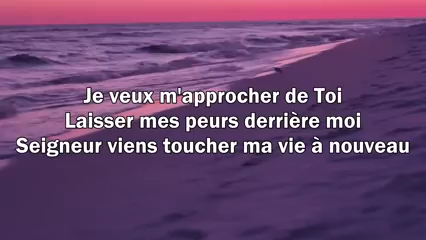 Je veux m'approcher de Toi
Laisser mes peurs derrière moi
Seigneur viens toucher ma vie à nouveau